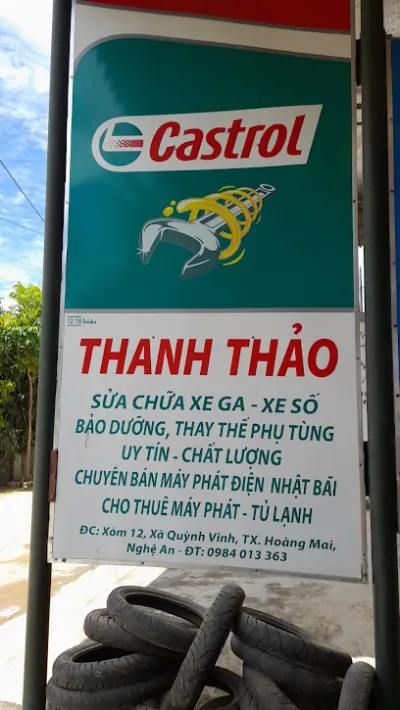 Castrol
THANH THẢO
SỬA CHỮA XE GA - XE SỐ
BẢO DƯỠNG, THAY THẾ PHỤ TÙNG
UY TÍN - CHẤT LƯỢNG
CHUYÊN BÁN MÁY PHÁT ĐIỆN NHẬT BÃI
CHO THUÊ MÁY PHÁT - TỦ LẠNH
ĐC: Xóm 12, Xã Quỳnh Vinh, TX. Hoàng Mai,
Nghệ An - ĐT: 0984 013 363